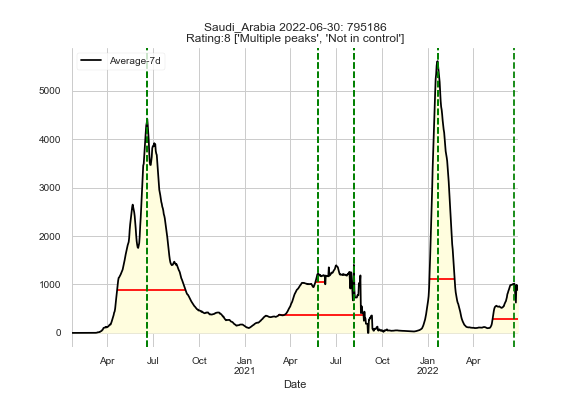 Saudi_Arabia 2022-06-30: 795186
Rating:8 ['Multiple peaks', 'Not in control']
Average-7d
5000
4000
3000
2000
1000
0
Apr Jul Oct Jan Apr Jul Oct Jan Apr
2021 2022
Date